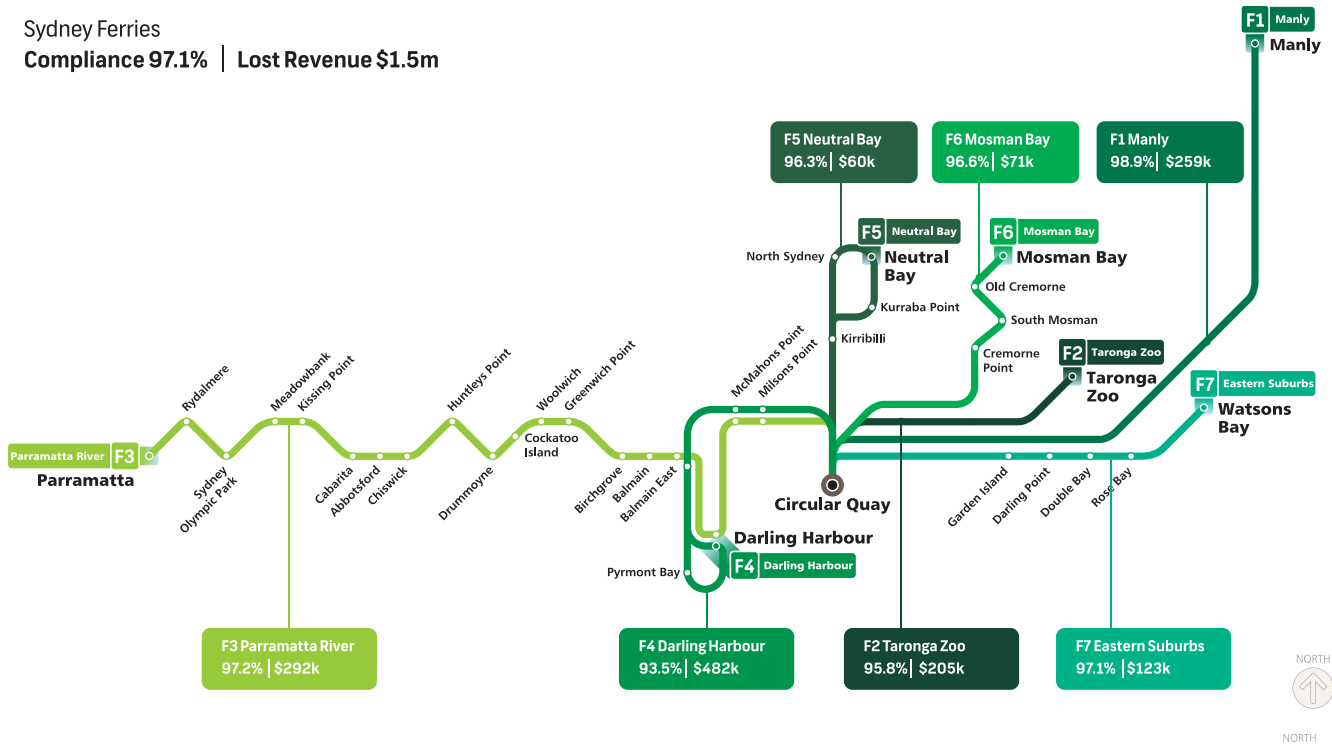 Sydney Ferries
Compliance 97.1% | Lost Revenue $1.5m
F1 Manly
Manly
F5 Neutral Bay
96.3% | $60k
F6 Mosman Bay
96.6% | $71k
F1 Manly
98.9% | $259k
F5 Neutral Bay
Neutral
Bay
F6 Mosman Bay
Mosman Bay
North Sydney
Old Cremorne
Kurraba Point
South Mosman
Kirribilli
Cremorne
Point
F2 Taronga Zoo
Taronga
Zoo
F7 Eastern Suburbs
Watsons
Bay
McMahons Point
Milsons Point
Rydalmere
Meadowbank
Kissing Point
Huntleys Point
Woolwich
Greenwich Point
Cockatoo
Island
Parramatta River F3
Parramatta
Sydney
Olympic Park
Cabarita
Abbotsford
Chiswick
Drummoyne
Birchgrove
Balmain
Balmain East
Circular Quay
Garden Island
Darling Point
Double Bay
Rose Bay
Darling Harbour
F4 Darling Harbour
Pyrmont Bay
F3 Parramatta River
97.2% | $292k
F4 Darling Harbour
93.5% | $482k
F2 Taronga Zoo
95.8% | $205k
F7 Eastern Suburbs
97.1% | $123k
NORTH
NORTH